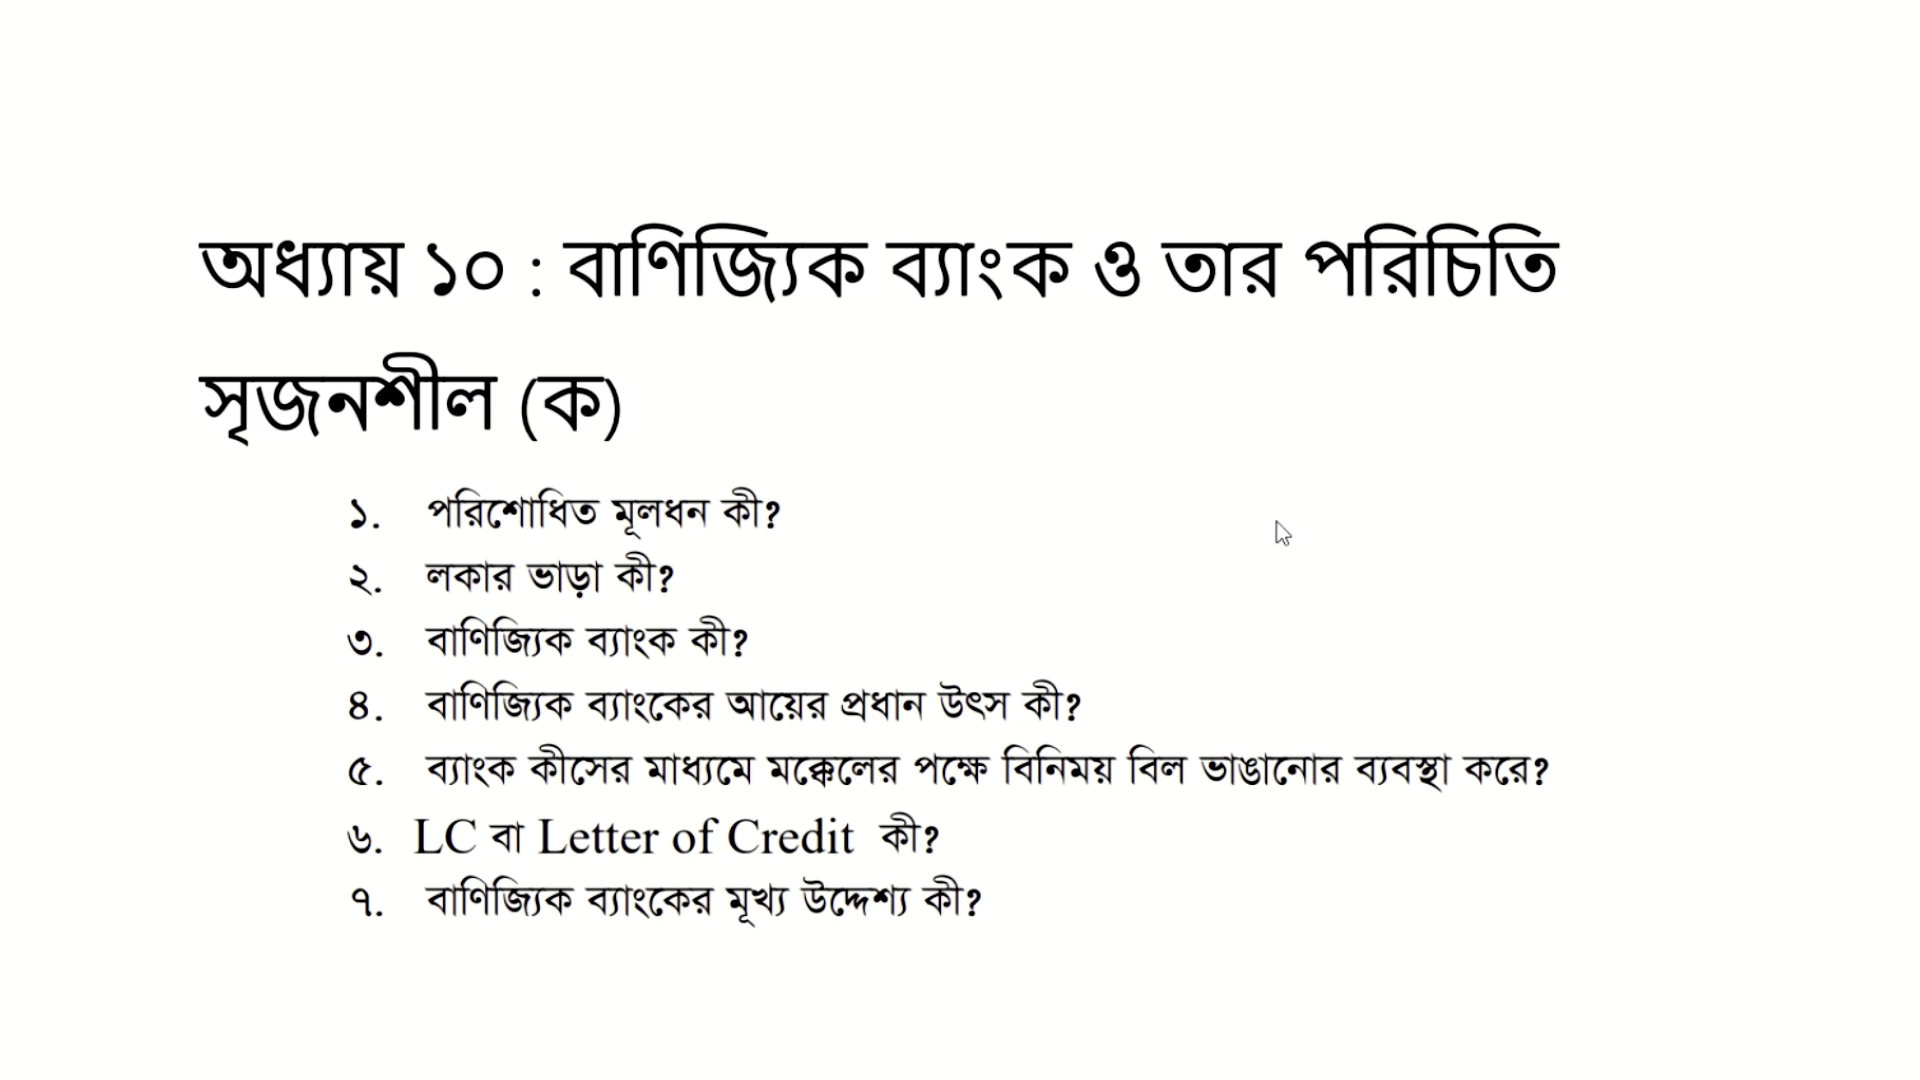 অধ্যায় ১০ : বাণিজ্যিক ব্যাংক ও তার পরিচিতি
সৃজনশীল (ক)
১. পরিশোধিত মূলধন কী?
২. লকার ভাড়া কী?
৩. বাণিজ্যিক ব্যাংক কী?
৪. বাণিজ্যিক ব্যাংকের আয়ের প্রধান উৎস কী?
৫. ব্যাংক কীসের মাধ্যমে মক্কেলের পক্ষে বিনিময় বিল ভাঙানোর ব্যবস্থা করে?
৬. LC বা Letter of Credit কী?
৭. বাণিজ্যিক ব্যাংকের মূখ্য উদ্দেশ্য কী?